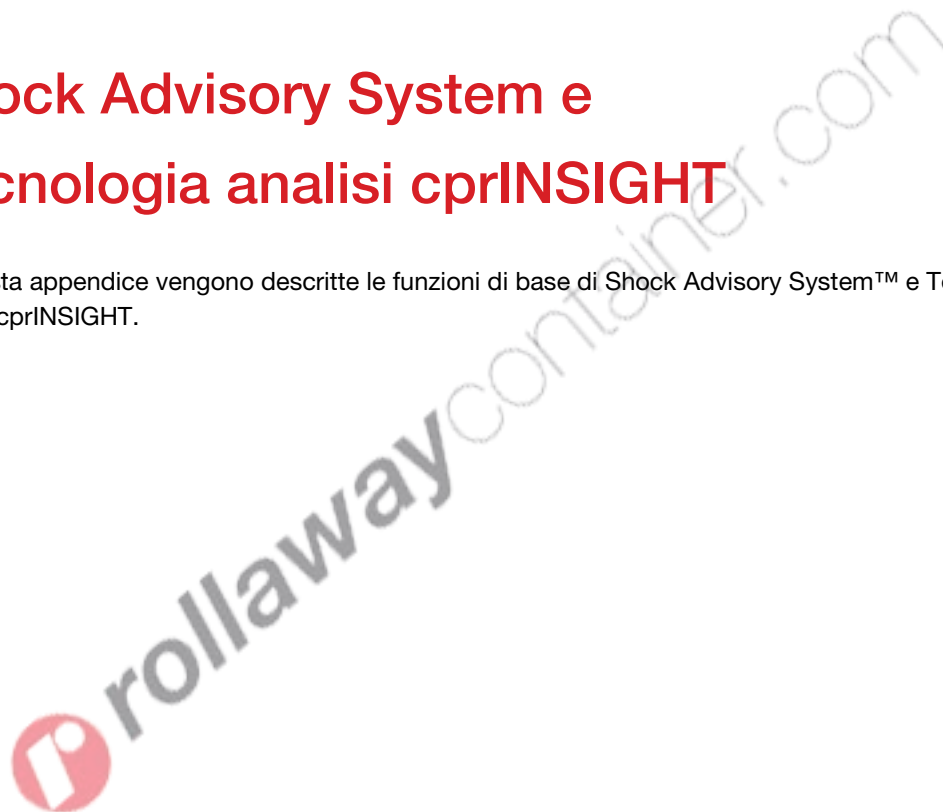 ock Advisory System e
cnologia analisi cprINSIGHT
sta appendice vengono descritte le funzioni di base di Shock Advisory System™ e Te
cprINSIGHT.
rollawaycontainer.com